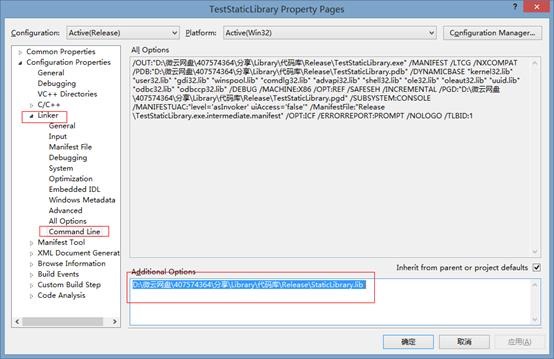 TestStaticLibrary Property Pages
Configuration: Active(Release) Platform: Active(Win32) Configuration Manager...
Common Properties
Configuration Properties
General
Debugging
VC++ Directories
C/C++
Linker
General
Input
Manifest File
Debugging
System
Optimization
Embedded IDL
Windows Metadata
Advanced
All Options
Command Line
Manifest Tool
XML Document Generator
Browse Information
Build Events
Custom Build Step
Code Analysis
All Options
/OUT:"D:\微云网盘\407574364\分享\Library\代码库\Release\TestStaticLibrary.exe" /MANIFEST /LTCG /NXCOMPAT
/PDB:"D:\微云网盘\407574364\分享\Library\代码库\Release\TestStaticLibrary.pdb" /DYNAMICBASE "kernel32.lib"
"user32.lib" "gdi32.lib" "winspool.lib" "comdlg32.lib" "advapi32.lib" "shell32.lib" "ole32.lib" "oleaut32.lib" "uuid.lib"
"odbc32.lib" "odbccp32.lib" /DEBUG /MACHINE:X86 /OPT:REF /SAFESEH /INCREMENTAL /PGD:"D:\微云网盘
\407574364\分享\Library\代码库\Release\TestStaticLibrary.pgd" /SUBSYSTEM:CONSOLE
/MANIFESTUAC:"level='asInvoker' uiAccess='false'" /ManifestFile:"Release
\TestStaticLibrary.exe.intermediate.manifest" /OPT:ICF /ERRORREPORT:PROMPT /NOLOGO /TLBID:1
Additional Options
Inherit from parent or project defaults
D:\微云网盘\407574364\分享\Library\代码库\Release\StaticLibrary.lib
确定 取消 应用(A)